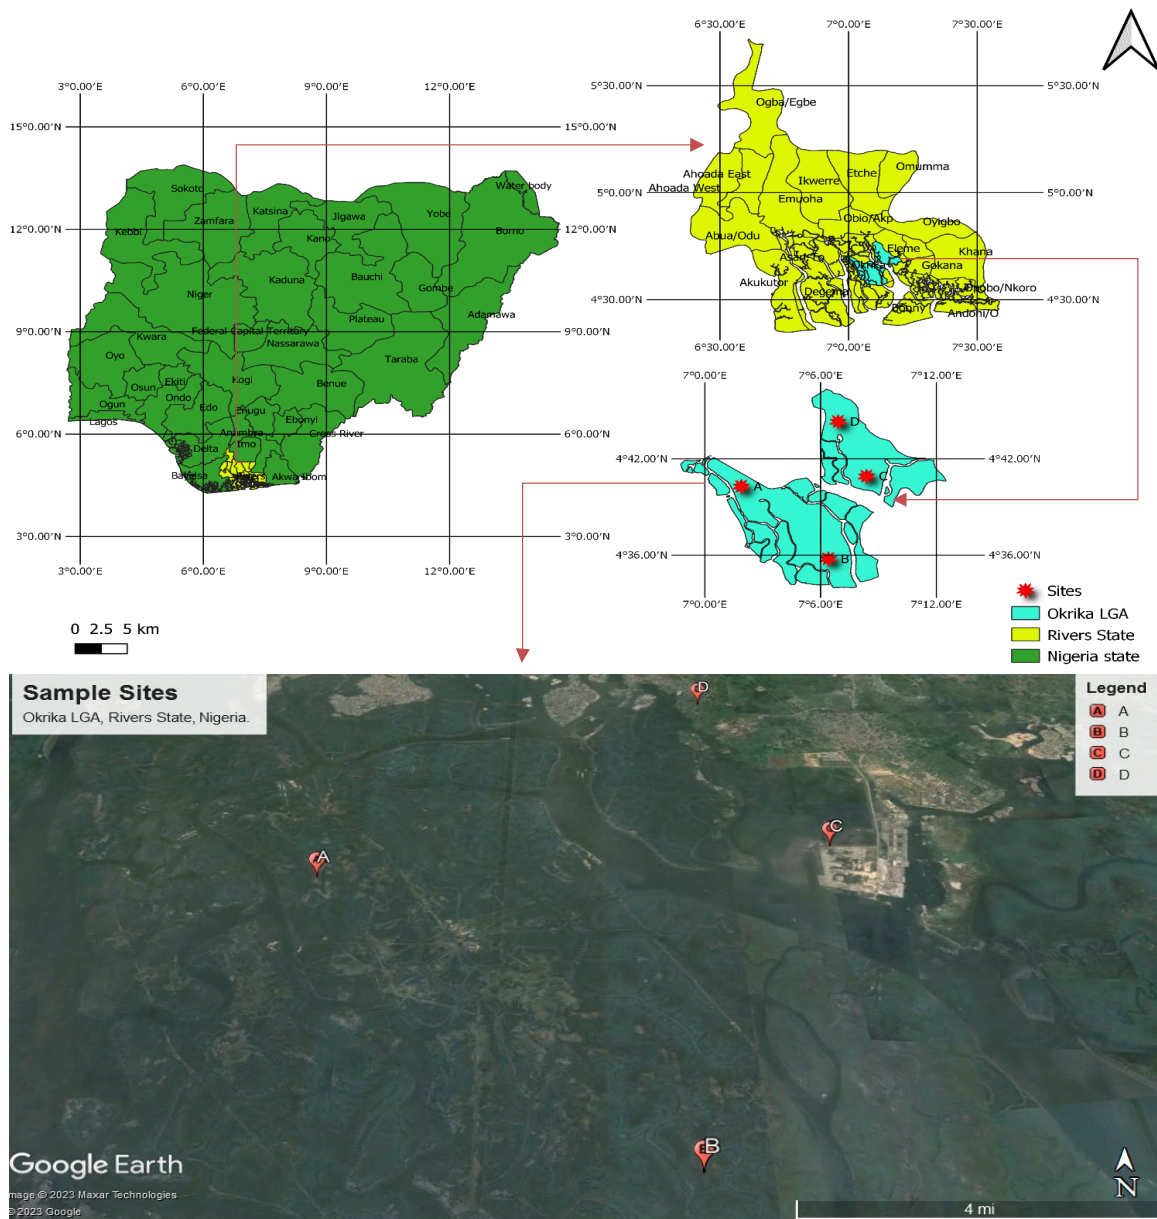 6°30.00′E 7°0.00′E 7°30.00′E
5°30.00′N 5°30.00′N
Ogba/Egbe
Ahoada East
Ahoada West
Ikwerre
Etche
Omumma
5°0.00′N 5°0.00′N
Emuoha
Obio/Akp
Oyigbo
Abua/Odu
Eleme
Khana
Gokana
Akukutor
Degema
4°30.00′N 4°30.00′N
Bonny
Andoni/O
6°30.00′E 7°0.00′E 7°30.00′E
3°0.00′E 6°0.00′E 9°0.00′E 12°0.00′E
15°0.00′N 15°0.00′N
Sokoto
Water body
Zamfara
Katsina
Jigawa
Yobe
12°0.00′N 12°0.00′N
Kebbi
Kano
Borno
Kaduna
Bauchi
Gombe
Niger
Adamawa
Plateau
9°0.00′N 9°0.00′N
Federal Capital Territory
Kwara
Nassarawa
Oyo
Taraba
Osun
Ekiti
Kogi
Benue
Ondo
Ogun
Edo
Enugu
Ebonyi
Lagos
Anambra
Cross River
6°0.00′N 6°0.00′N
Delta
Imo
Bayelsa
Rivers
Akwa Ibom
3°0.00′N 3°0.00′N
3°0.00′E 6°0.00′E 9°0.00′E 12°0.00′E
0 2.5 5 km
7°0.00′E 7°6.00′E 7°12.00′E
D
4°42.00′N 4°42.00′N
A
C
4°36.00′N 4°36.00′N
B
7°0.00′E 7°6.00′E 7°12.00′E
Sites
Okrika LGA
Rivers State
Nigeria state
Sample Sites
Okrika LGA, Rivers State, Nigeria.
Legend
A A
B B
C C
D D
D
C
A
B
Google Earth
mage © 2023 Maxar Technologies
© 2023 Google
N
4 mi